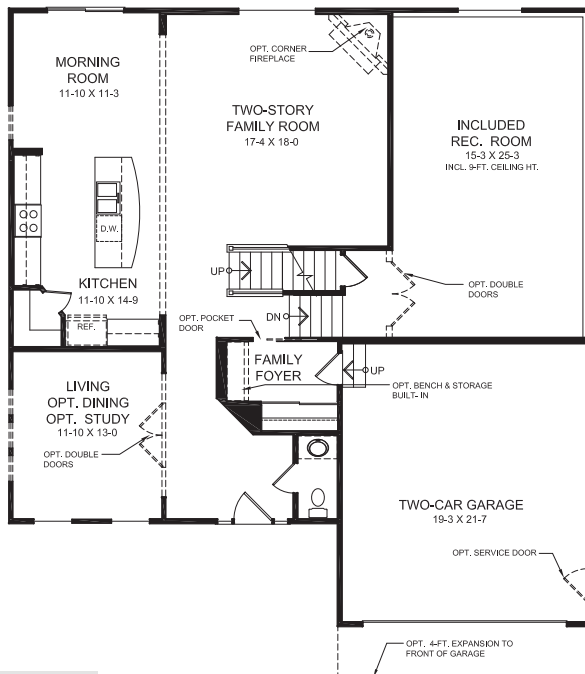 MORNING
ROOM
11-10 X 11-3
OPT. CORNER
FIREPLACE
TWO-STORY
FAMILY ROOM
17-4 X 18-0
INCLUDED
REC. ROOM
15-3 X 25-3
INCL. 9-FT. CEILING HT.
D.W.
UP
KITCHEN
11-10 X 14-9
OPT. DOUBLE
DOORS
REF.
OPT. POCKET
DOOR
DN
FAMILY
FOYER
UP
OPT. BENCH & STORAGE
BUILT- IN
LIVING
OPT. DINING
OPT. STUDY
11-10 X 13-0
OPT. DOUBLE
DOORS
TWO-CAR GARAGE
19-3 X 21-7
OPT. SERVICE DOOR
OPT. 4-FT. EXPANSION TO
FRONT OF GARAGE